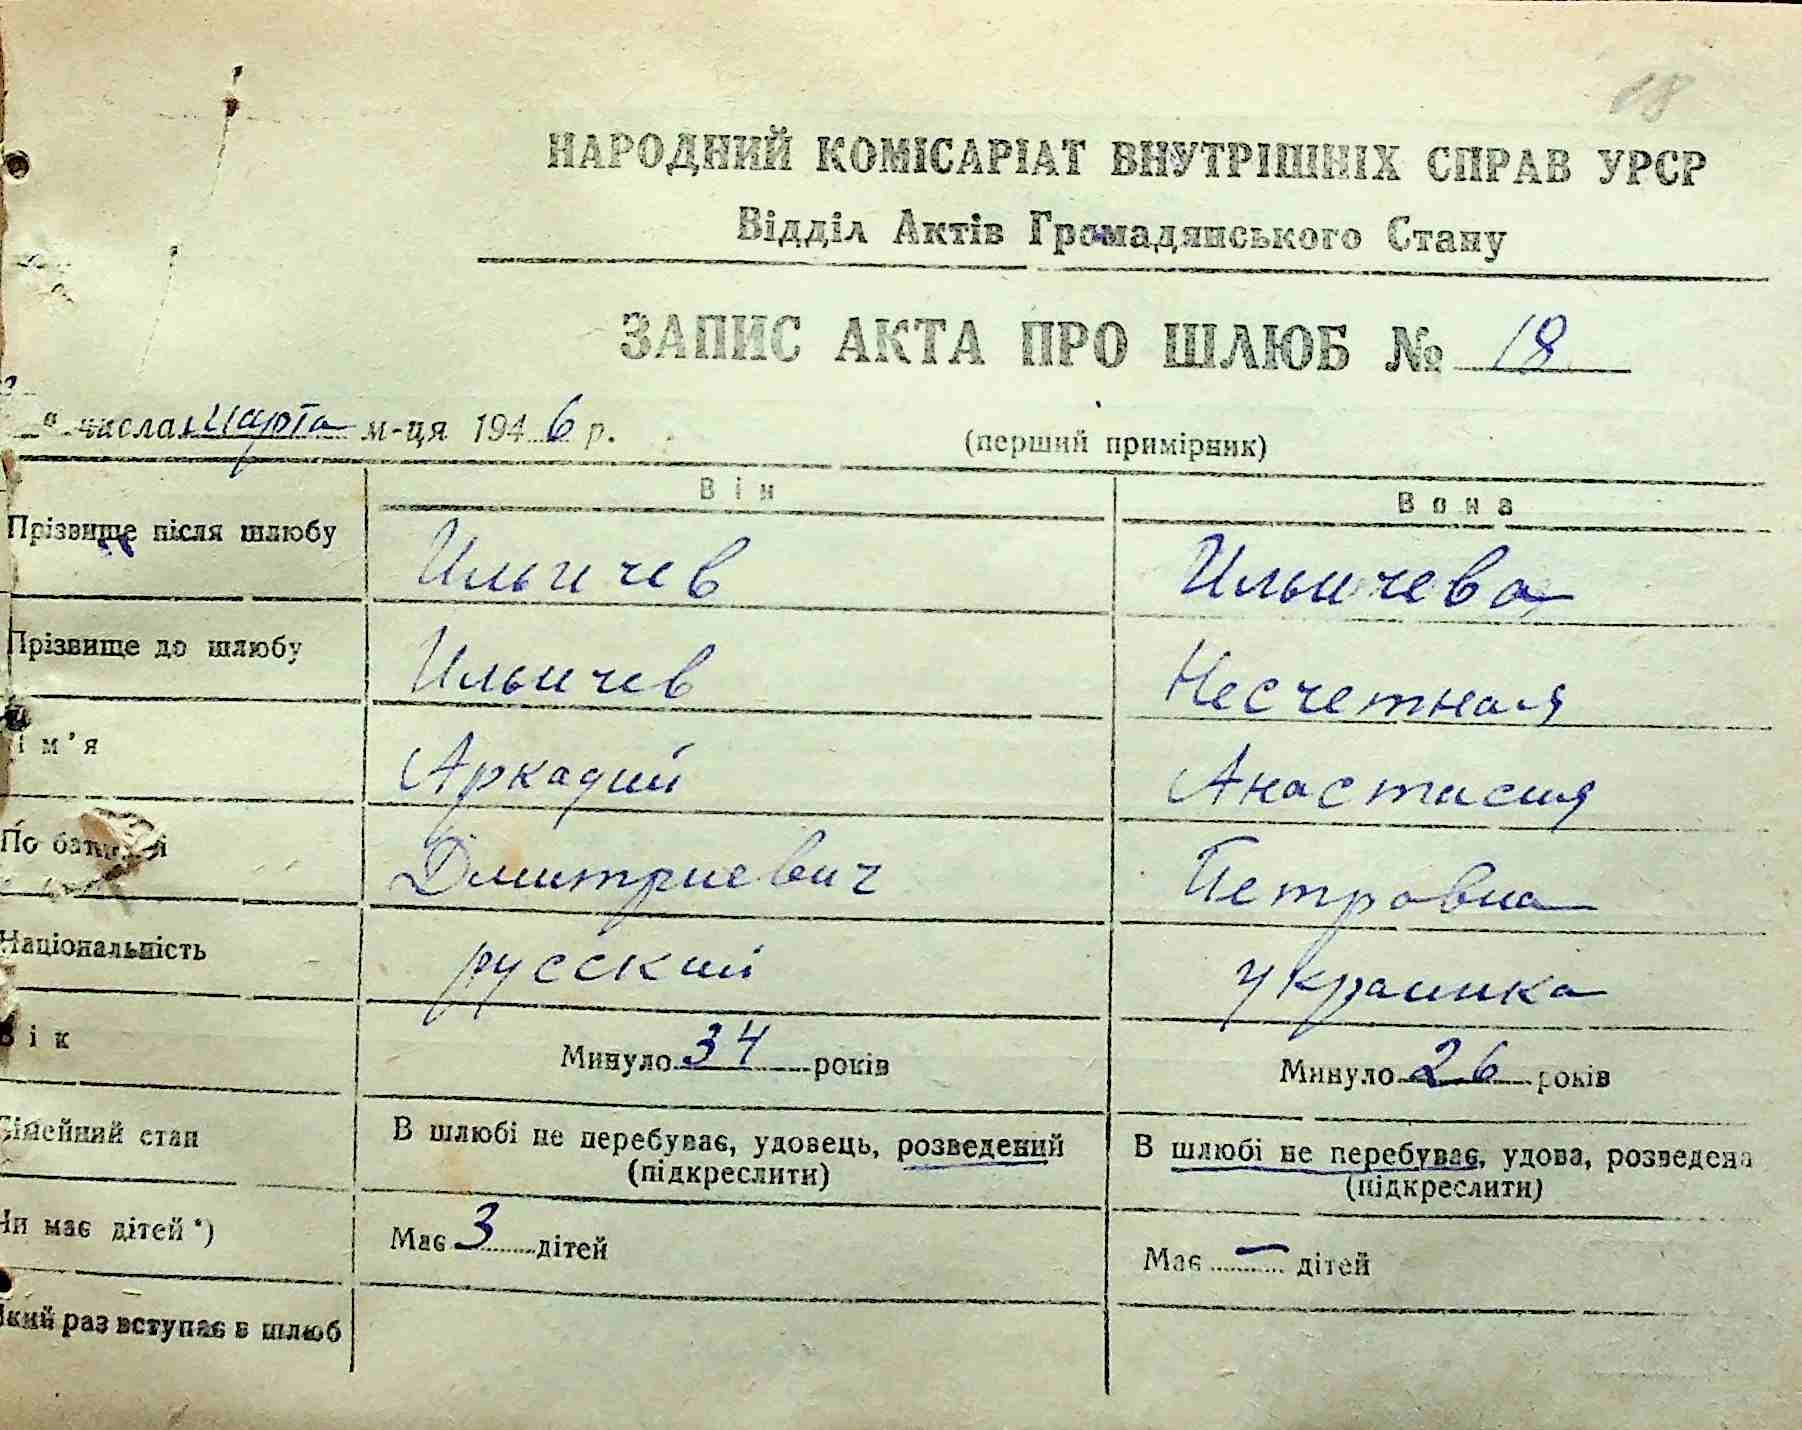 18
НАРОДНИЙ КОМІСАРІАТ ВНУТРІШНІХ СПРАВ УРСР
Відділ Актів Громадянського Стану
ЗАПИС АКТА ПРО ШЛЮБ № 18
" числа марта м-ця 1946 р.
(перший примірник)
Він Вона
Прізвище після шлюбу Ильичев Ильичева
Прізвище до шлюбу Ильичев Несчетная
ім'я Аркадий Анастасия
По Дмитриевич Петровна
Національність русский украинка
Вік Минуло 34 років Минуло 26 років
Сімейний стан В шлюбі не перебуває, удовець, розведений В шлюбі не перебуває, удова, розведена
(підкреслити) (підкреслити)
Чи має дітей *) Має 3 дітей Має — дітей
Який раз вступає в шлюб